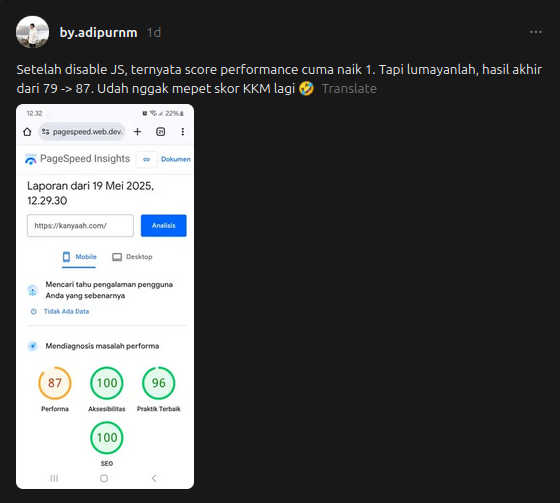 by.adipurnm 1d
Setelah disable JS, ternyata score performance cuma naik 1. Tapi lumayanlah, hasil akhir
dari 79 -> 87. Udah nggak mepet skor KKM lagi 🤣 Translate
12.32 22%
pagespeed.web.dev 21
PageSpeed Insights Dokumen
Laporan dari 19 Mei 2025,
12.29.30
https://kanyaah.com/ Analisis
Mobile Desktop
Mencari tahu pengalaman pengguna
Anda yang sebenarnya
Tidak Ada Data
Mendiagnosis masalah performa
87 100 96
Performa Aksesibilitas Praktik Terbaik
100
SEO